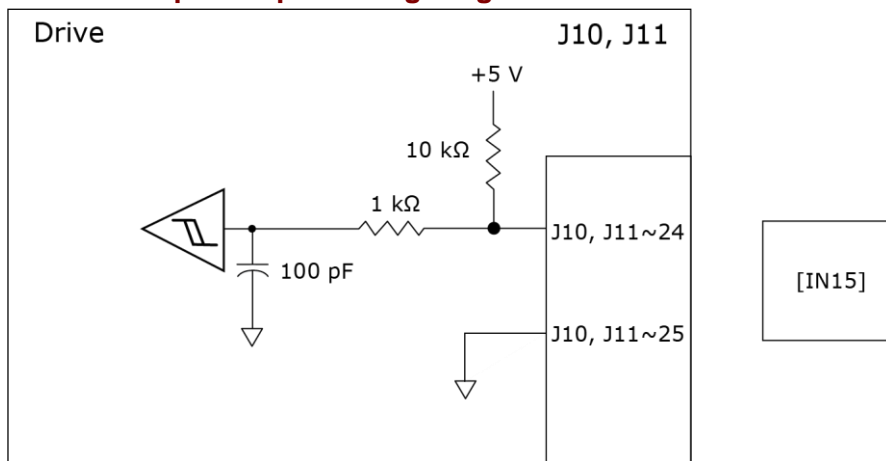 Drive
J10, J11
+5 V
10 kΩ
1 kΩ
J10, J11~24
100 pF
[IN15]
J10, J11~25